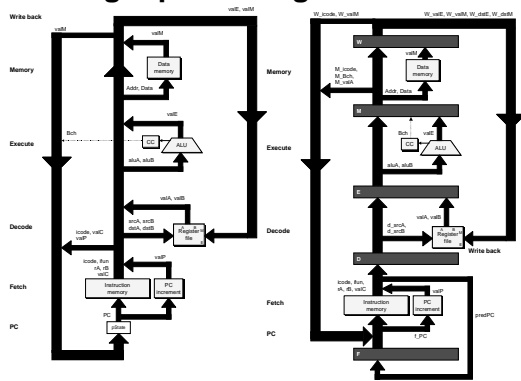 Write back
valM
valE, valM
Memory
Data
memory
Addr, Data
Execute
Bch
valE
CC
ALU
aluA, aluB
valA, valB
Decode
srcA, srcB
dstA, dstB
A B M
Register
file
E
icode, valC
valP
icode, ifun
rA, rB
valC
valP
Fetch
Instruction
memory
PC
increment
PC
PC
pState
W_icode, W_valM
W_valE, W_valM, W_dstE, W_dstM
W
valM
Memory
Data
memory
M_icode,
M_Bch,
M_valA
Addr, Data
M
Bch
valE
CC
ALU
Execute
aluA, aluB
E
valA, valB
Decode
d_srcA,
d_srcB
A B M
Register
file
E
Write back
D
icode, ifun,
rA, rB, valC
valP
Fetch
Instruction
memory
PC
increment
predPC
PC
f_PC
F